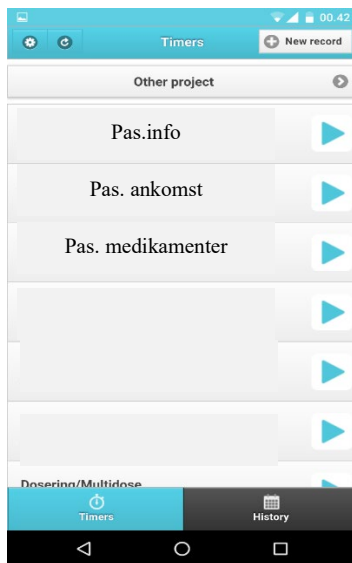 00.42
Timers
New record
Other project
Pas.info
Pas. ankomst
Pas. medikamenter
Dosering/Multidose
Timers
History